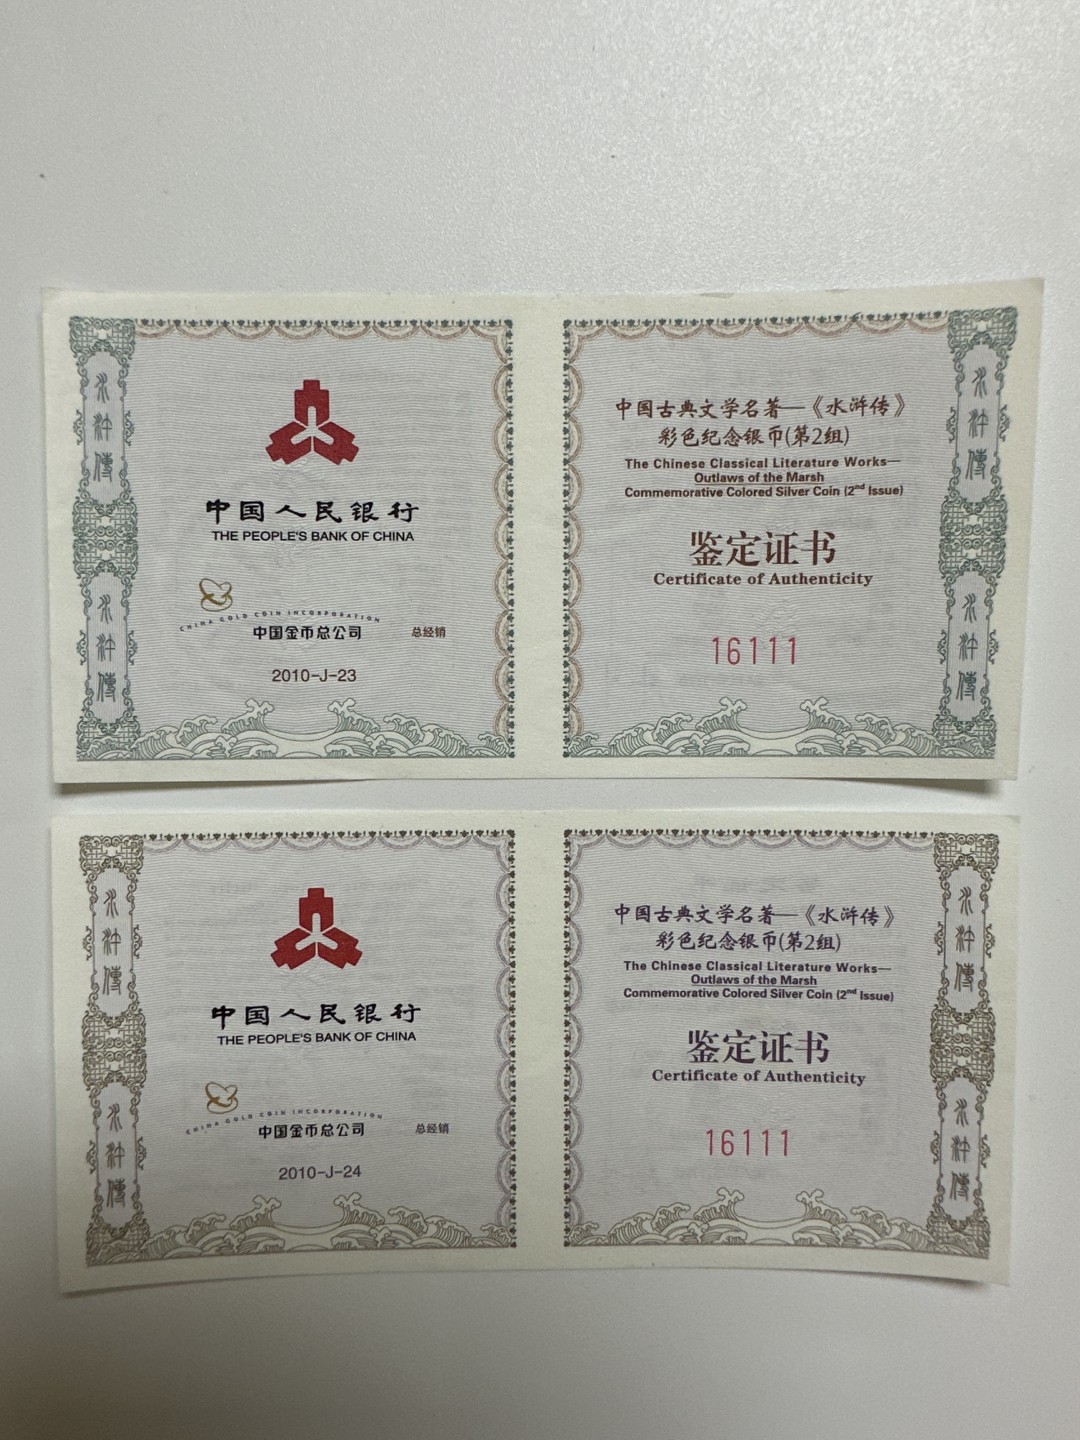 水浒傳
水浒傳
中国人民银行
THE PEOPLE'S BANK OF CHINA
CHINA GOLD COIN INCORPORATION
中国金币总公司 总经销
2010-J-23
中国古典文学名著—《水浒传》
彩色纪念银币(第2组)
The Chinese Classical Literature Works—
Outlaws of the Marsh
Commemorative Colored Silver Coin (2nd Issue)
鉴定证书
Certificate of Authenticity
16111
水浒傳
水浒傳
水浒傳
水浒傳
中国人民银行
THE PEOPLE'S BANK OF CHINA
CHINA GOLD COIN INCORPORATION
中国金币总公司 总经销
2010-J-24
中国古典文学名著—《水浒传》
彩色纪念银币(第2组)
The Chinese Classical Literature Works—
Outlaws of the Marsh
Commemorative Colored Silver Coin (2nd Issue)
鉴定证书
Certificate of Authenticity
16111
水浒傳
水浒傳